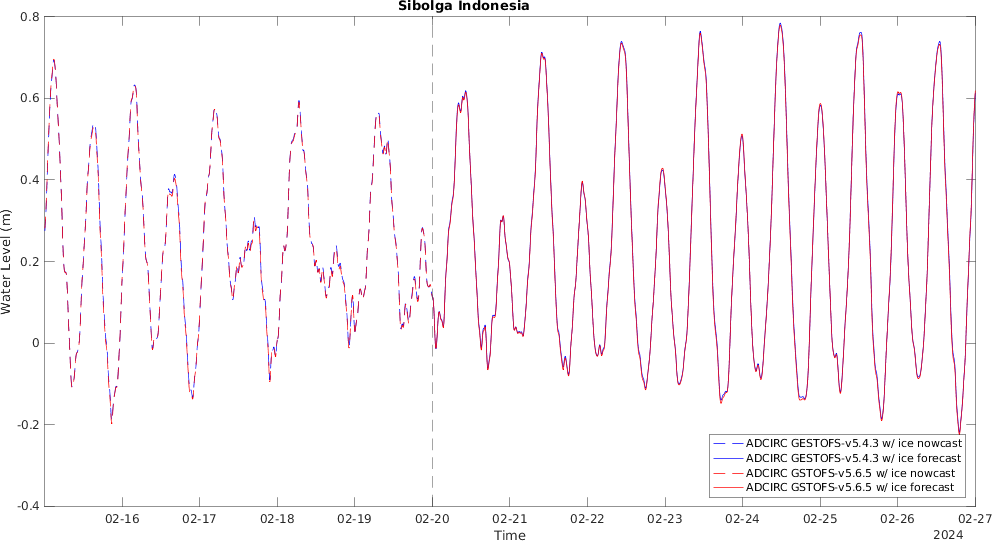 Sibolga Indonesia
Water Level (m)
0.8
0.6
0.4
0.2
0
-0.2
-0.4
ADCIRC GESTOFS-v5.4.3 w/ ice nowcast
ADCIRC GESTOFS-v5.4.3 w/ ice forecast
ADCIRC GSTOFS-v5.6.5 w/ ice nowcast
ADCIRC GSTOFS-v5.6.5 w/ ice forecast
02-16 02-17 02-18 02-19 02-20 02-21 02-22 02-23 02-24 02-25 02-26 02-27
Time
2024